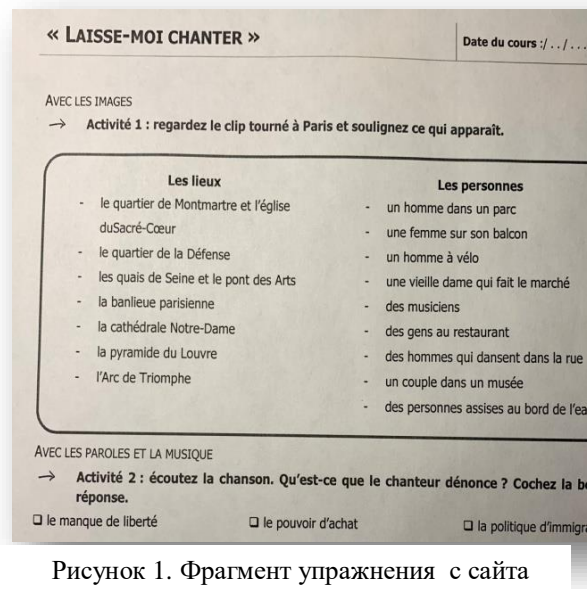 « LAISSE-MOI CHANTER »
Date du cours :/ . . / . . .
AVEC LES IMAGES
→ Activité 1 : regardez le clip tourné à Paris et soulignez ce qui apparaît.
Les lieux
- le quartier de Montmartre et l'église
duSacré-Cœur
- le quartier de la Défense
- les quais de Seine et le pont des Arts
- la banlieue parisienne
- la cathédrale Notre-Dame
- la pyramide du Louvre
- l'Arc de Triomphe
Les personnes
- un homme dans un parc
- une femme sur son balcon
- un homme à vélo
- une vieille dame qui fait le marché
- des musiciens
- des gens au restaurant
- des hommes qui dansent dans la rue
- un couple dans un musée
- des personnes assises au bord de l'ea
AVEC LES PAROLES ET LA MUSIQUE
→ Activité 2 : écoutez la chanson. Qu'est-ce que le chanteur dénonce ? Cochez la b
réponse.
❑ le manque de liberté ❑ le pouvoir d'achat ❑ la politique d'immigr
Рисунок 1. Фрагмент упражнения с сайта